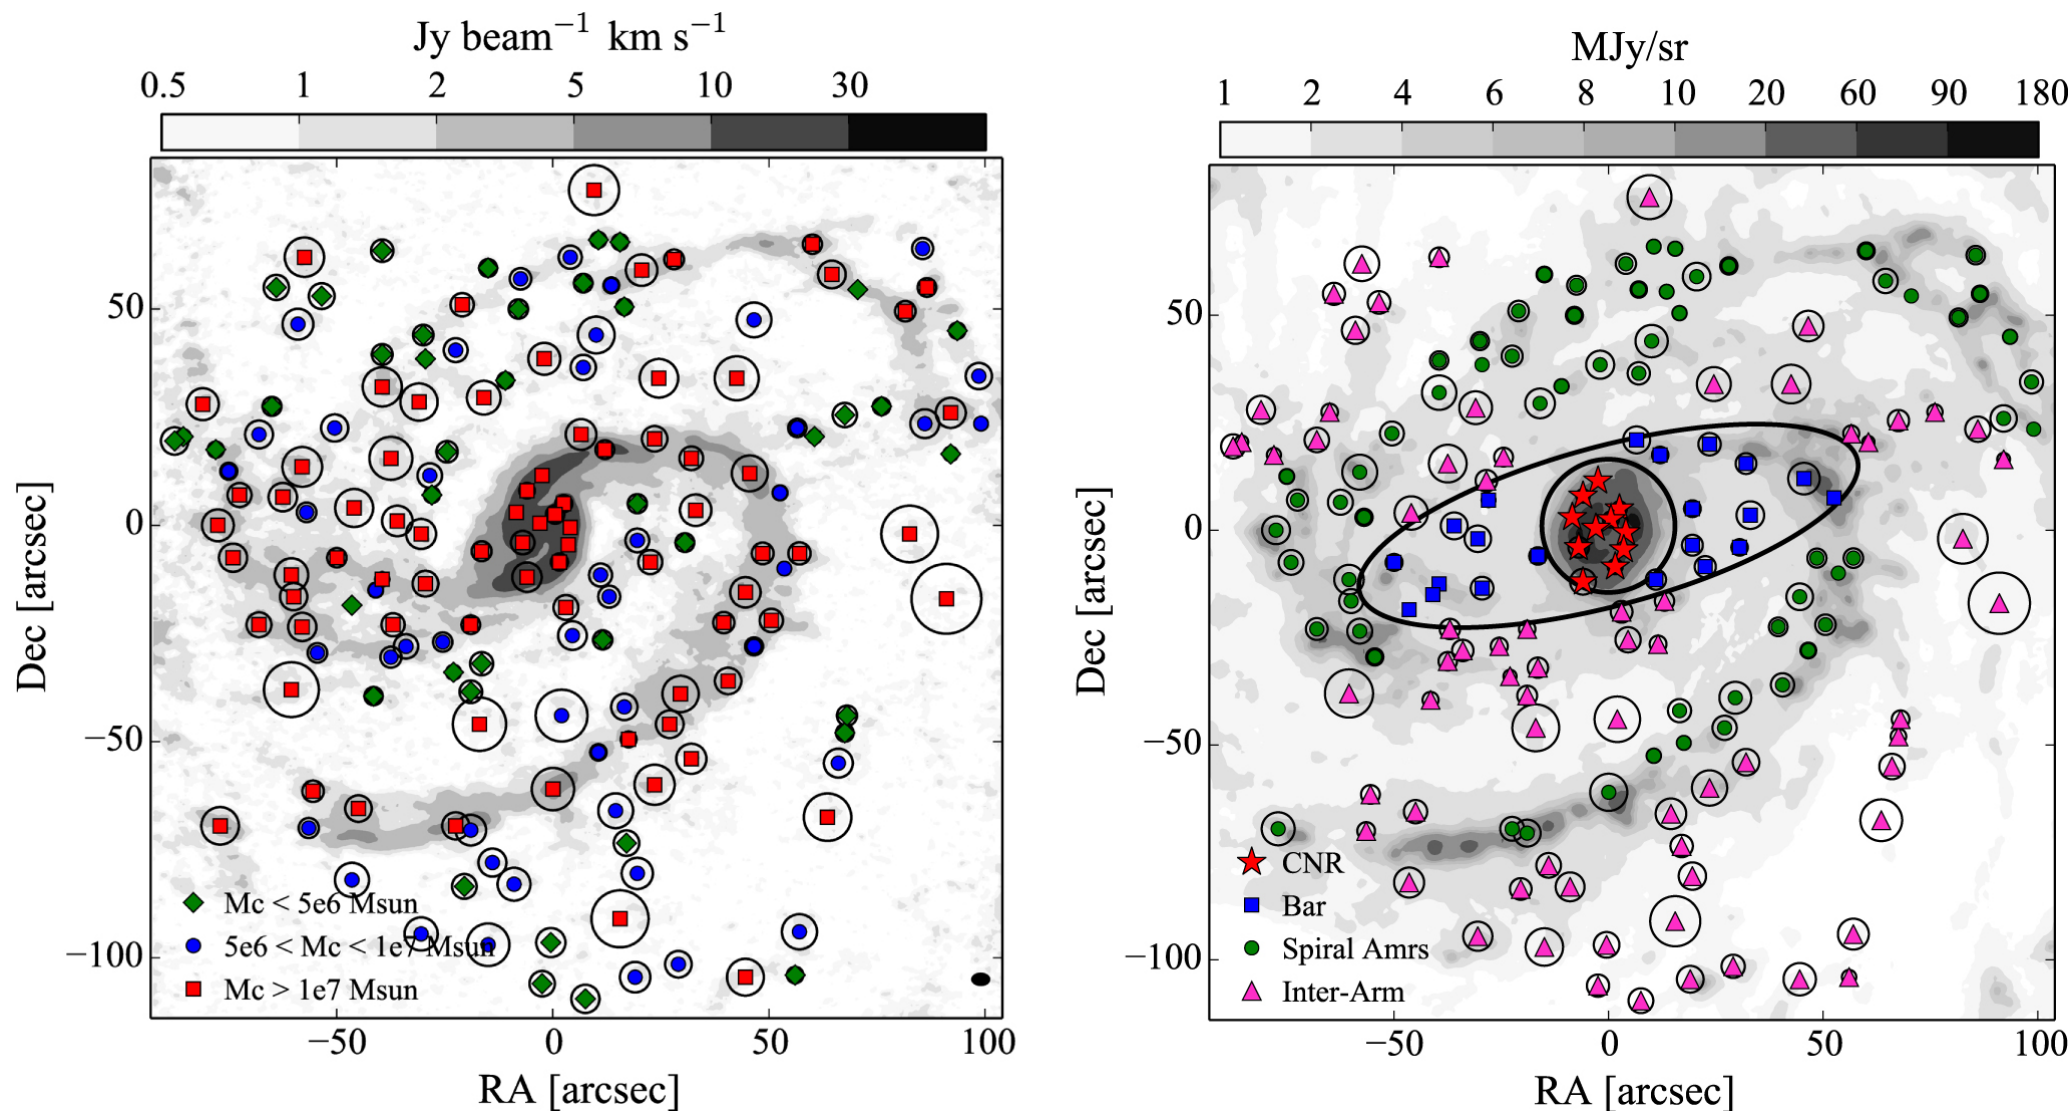 Jy beam⁻¹ km s⁻¹
0.5 1 2 5 10 30
50
0
−50
−100
Dec [arcsec]
Mc < 5e6 Msun
5e6 < Mc < 1e7 Msun
Mc > 1e7 Msun
−50 0 50 100
RA [arcsec]
MJy/sr
1 2 4 6 8 10 20 60 90 180
50
0
−50
−100
Dec [arcsec]
CNR
Bar
Spiral Amrs
Inter-Arm
−50 0 50 100
RA [arcsec]